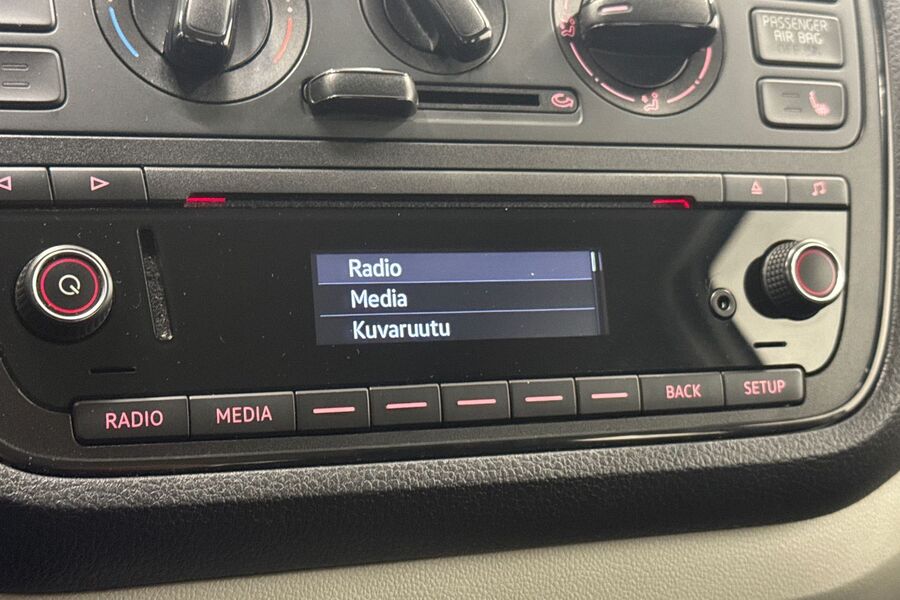 PASSENGER
AIR BAG
Radio
Media
Kuvaruutu
RADIO
MEDIA
BACK
SETUP